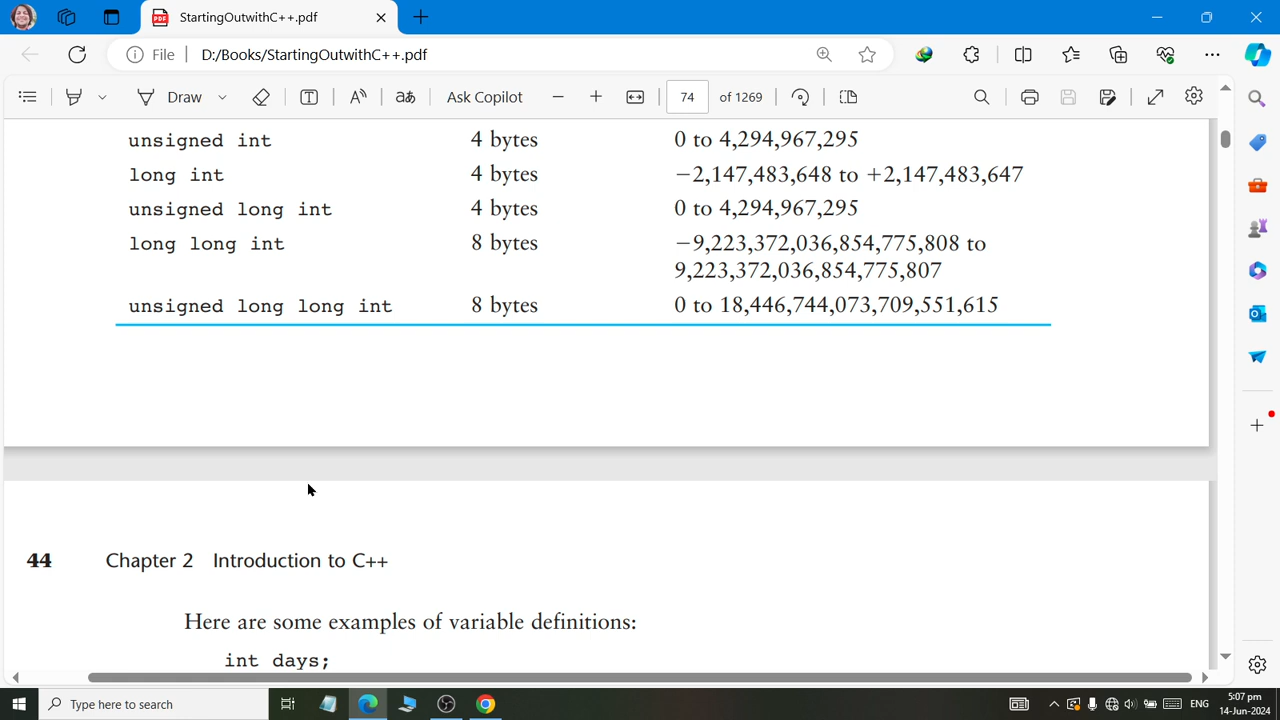 StartingOutwithC++.pdf
File D:/Books/StartingOutwithC++.pdf
Draw Ask Copilot 74 of 1269
unsigned int 4 bytes 0 to 4,294,967,295
long int 4 bytes −2,147,483,648 to +2,147,483,647
unsigned long int 4 bytes 0 to 4,294,967,295
long long int 8 bytes −9,223,372,036,854,775,808 to
9,223,372,036,854,775,807
unsigned long long int 8 bytes 0 to 18,446,744,073,709,551,615
44 Chapter 2 Introduction to C++
Here are some examples of variable definitions:
int days;
Type here to search ENG 5:07 pm
14-Jun-2024